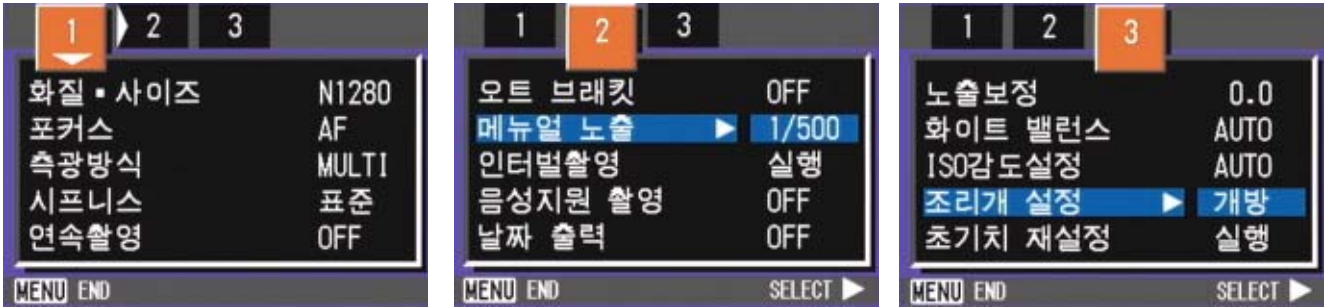 1 2 3
화질▪사이즈 N1280
포커스 AF
측광방식 MULTI
시프니스 표준
연속촬영 OFF
MENU END
1 2 3
오트 브래킷 OFF
메뉴얼 노출 ▶ 1/500
인터벌촬영 실행
음성지원 촬영 OFF
날짜 출력 OFF
MENU END SELECT ▶
1 2 3
노출보정 0.0
화이트 밸런스 AUTO
ISO감도설정 AUTO
조리개 설정 ▶ 개방
초기치 재설정 실행
MENU END SELECT ▶